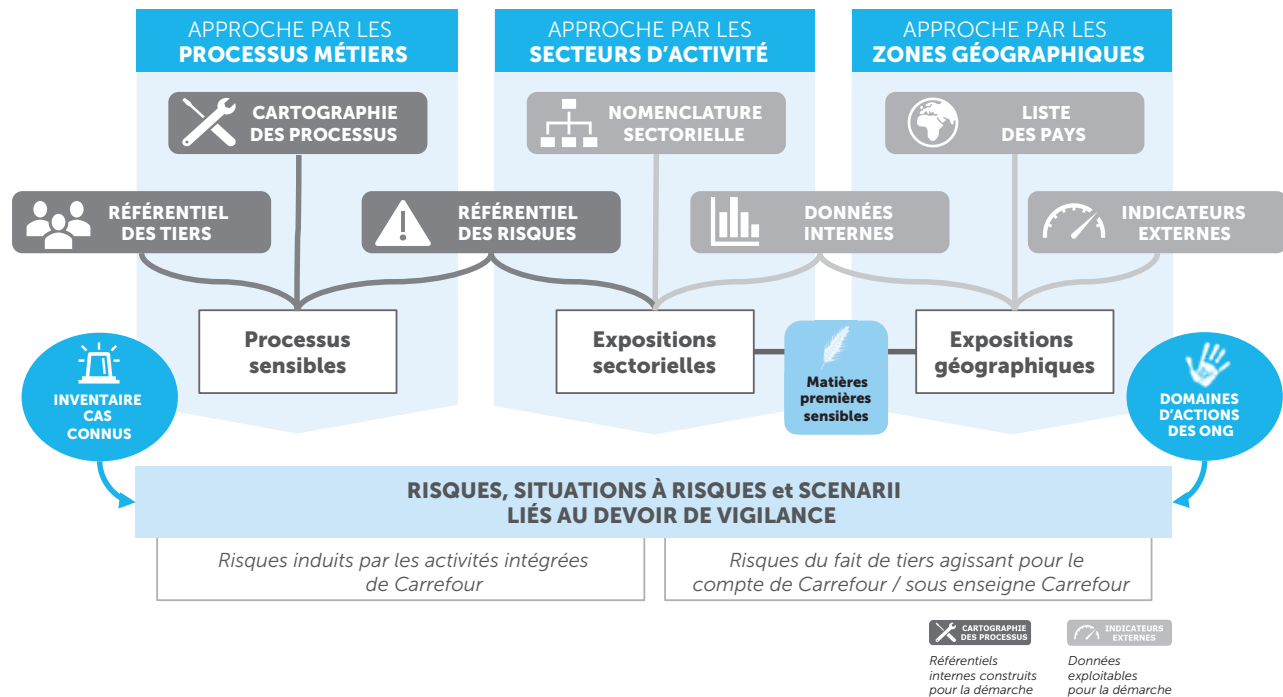 APPROCHE PAR LES
PROCESSUS MÉTIERS
APPROCHE PAR LES
SECTEURS D'ACTIVITÉ
APPROCHE PAR LES
ZONES GÉOGRAPHIQUES
CARTOGRAPHIE
DES PROCESSUS
NOMENCLATURE
SECTORIELLE
LISTE
DES PAYS
RÉFÉRENTIEL
DES TIERS
RÉFÉRENTIEL
DES RISQUES
DONNÉES
INTERNES
INDICATEURS
EXTERNES
Processus
sensibles
Expositions
sectorielles
Matières
premières
sensibles
Expositions
géographiques
INVENTAIRE
CAS
CONNUS
DOMAINES
D'ACTIONS
DES ONG
RISQUES, SITUATIONS À RISQUES et SCENARII
LIÉS AU DEVOIR DE VIGILANCE
Risques induits par les activités intégrées
de Carrefour
Risques du fait de tiers agissant pour le
compte de Carrefour / sous enseigne Carrefour
CARTOGRAPHIE
DES PROCESSUS
Référentiels
internes construits
pour la démarche
INDICATEURS
EXTERNES
Données
exploitables
pour la démarche